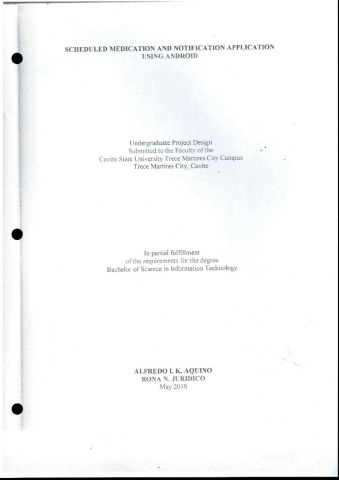 SCHEDULED MEDICATION AND NOTIFICATION APPLICATION
USING ANDROID
Undergraduate Project Design
Submitted to the Faculty of the
Cavite State University Trece Martires City Campus
Trece Martires City, Cavite
In partial fulfillment
of the requirements for the degree
Bachelor of Science in Information Technology
ALFREDO I. K. AQUINO
RONA N. JURIDICO
May 2018